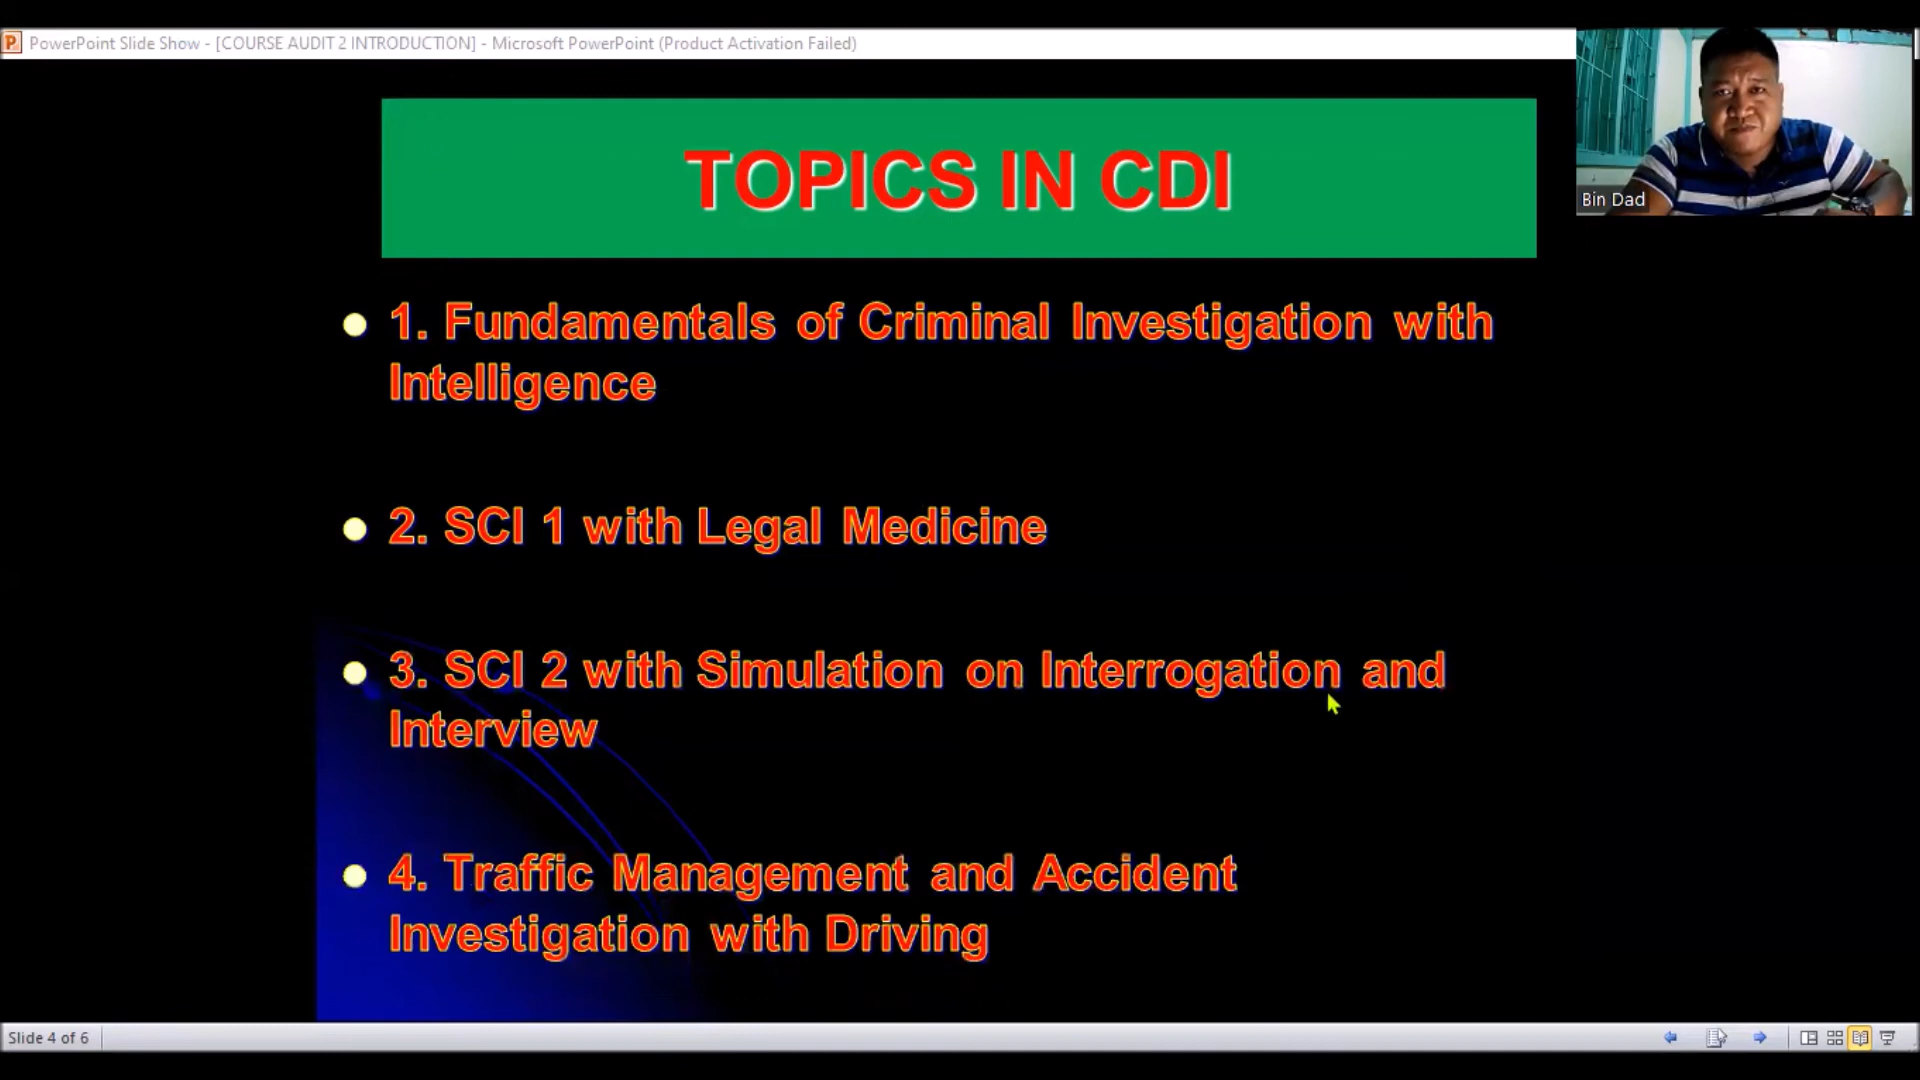 PowerPoint Slide Show - [COURSE AUDIT 2 INTRODUCTION] - Microsoft PowerPoint (Product Activation Failed)
Bin Dad
TOPICS IN CDI
1. Fundamentals of Criminal Investigation with
Intelligence
2. SCI 1 with Legal Medicine
3. SCI 2 with Simulation on Interrogation and
Interview
4. Traffic Management and Accident
Investigation with Driving
Slide 4 of 6